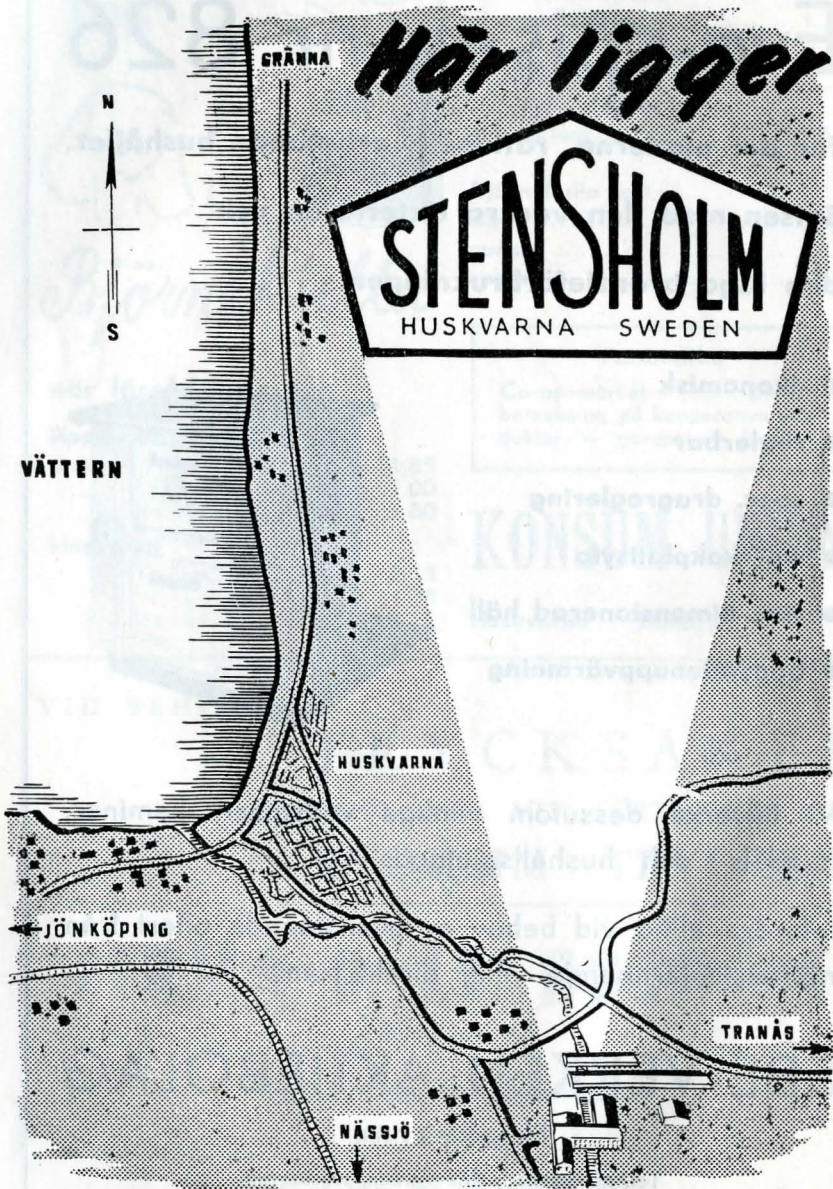 Här ligger
GRÄNNA
N
STENSHOLM
HUSKVARNA SWEDEN
S
VÄTTERN
HUSKVARNA
JÖNKÖPING
TRANÅS
NÄSSJÖ